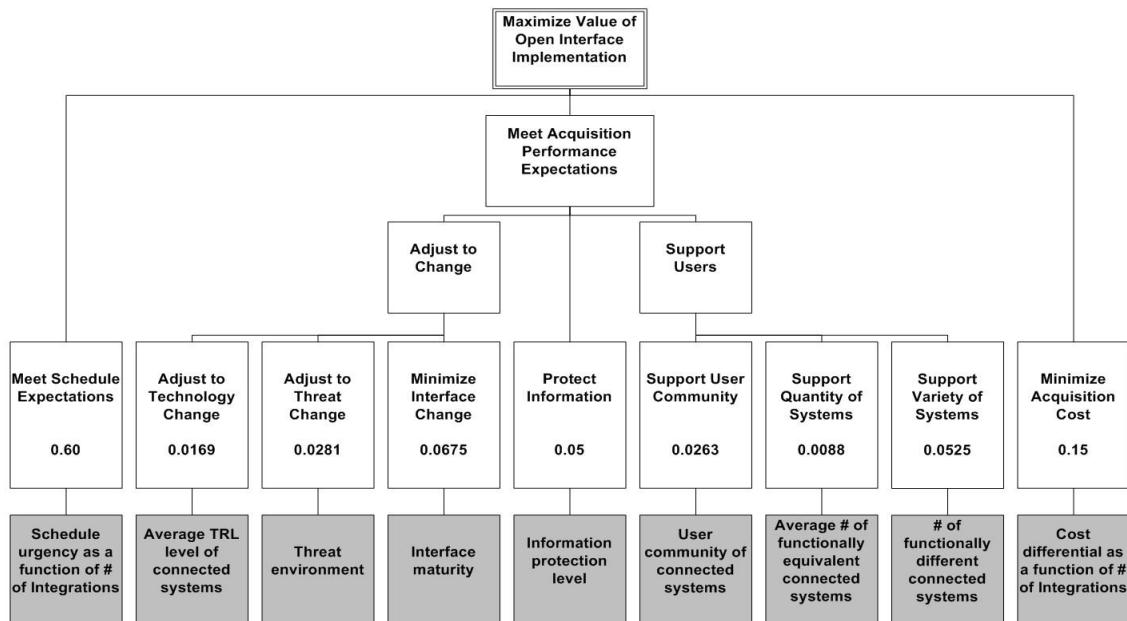 Maximize Value of
Open Interface
Implementation
Meet Acquisition
Performance
Expectations
Adjust to
Change
Support
Users
Meet Schedule
Expectations
0.60
Adjust to
Technology
Change
0.0169
Adjust to
Threat
Change
0.0281
Minimize
Interface
Change
0.0675
Protect
Information
0.05
Support User
Community
0.0263
Support
Quantity of
Systems
0.0088
Support
Variety of
Systems
0.0525
Minimize
Acquisition
Cost
0.15
Schedule
urgency as a
function of #
of Integrations
Average TRL
level of
connected
systems
Threat
environment
Interface
maturity
Information
protection
level
User
community of
connected
systems
Average # of
functionally
equivalent
connected
systems
# of
functionally
different
connected
systems
Cost
differential as
a function of #
of Integrations